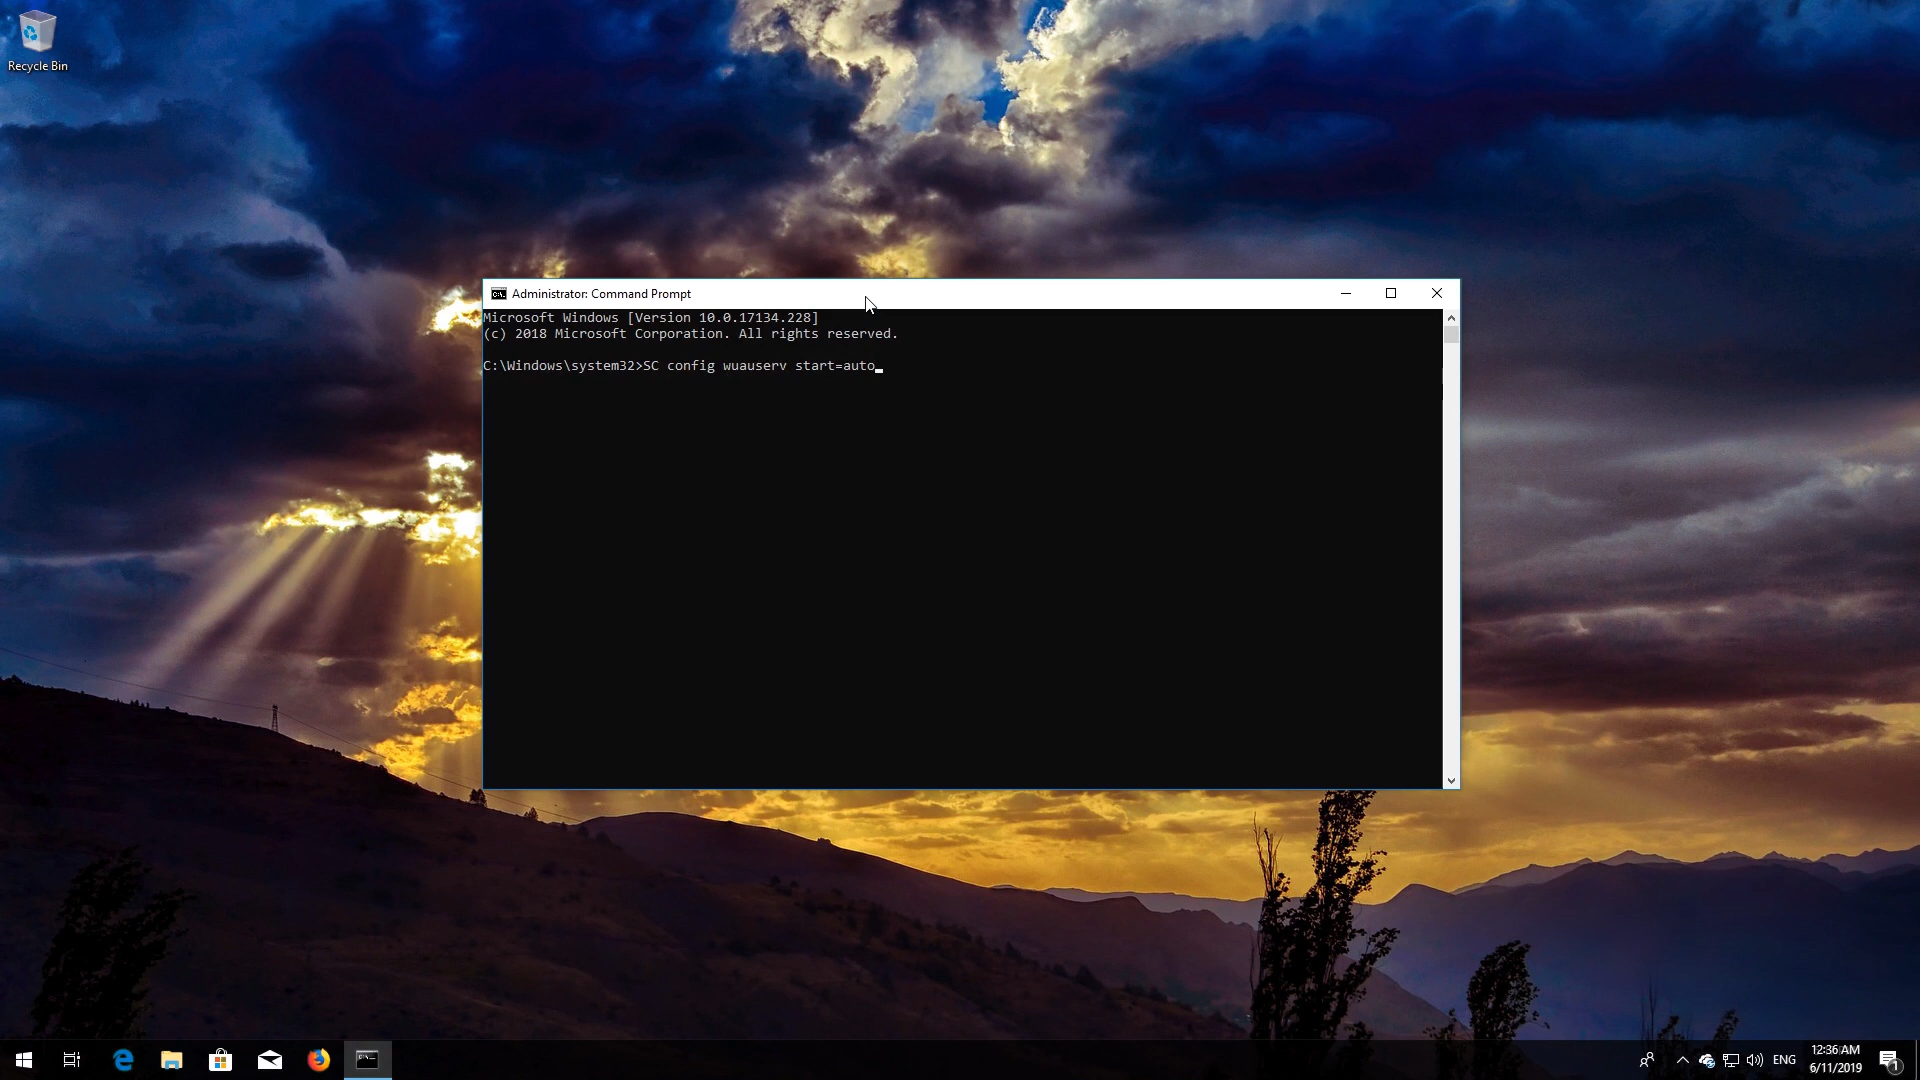 Recycle Bin
Administrator: Command Prompt
Microsoft Windows [Version 10.0.17134.228]
(c) 2018 Microsoft Corporation. All rights reserved.
C:\Windows\system32>SC config wuauserv start=auto
ENG
12:36 AM
6/11/2019
1